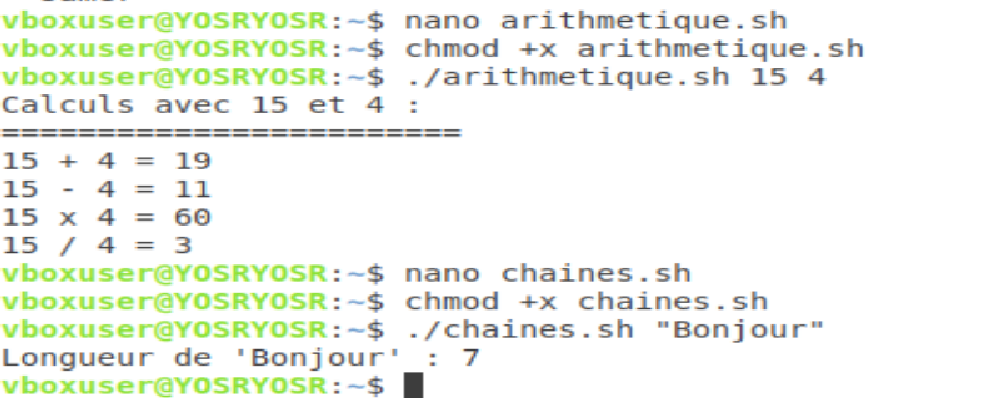 vboxuser@YOSRYOSR:~$ nano arithmetique.sh
vboxuser@YOSRYOSR:~$ chmod +x arithmetique.sh
vboxuser@YOSRYOSR:~$ ./arithmetique.sh 15 4
Calculs avec 15 et 4 :
========================
15 + 4 = 19
15 - 4 = 11
15 x 4 = 60
15 / 4 = 3
vboxuser@YOSRYOSR:~$ nano chaines.sh
vboxuser@YOSRYOSR:~$ chmod +x chaines.sh
vboxuser@YOSRYOSR:~$ ./chaines.sh "Bonjour"
Longueur de 'Bonjour' : 7
vboxuser@YOSRYOSR:~$